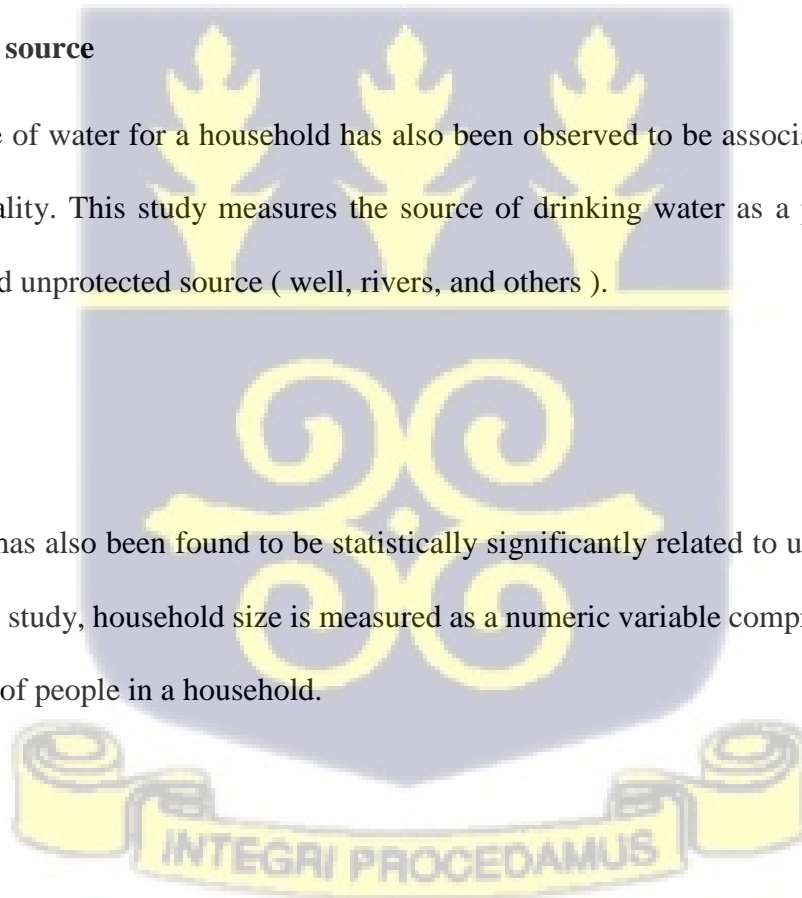 source
of water for a household has also been observed to be
ality. This study measures the source of drinking water as a
unprotected source ( well, rivers, and others ).
has also been found to be statistically significantly related to
study, household size is measured as a numeric variable
of people in a household.
INTEGRI PROCEDAMUS